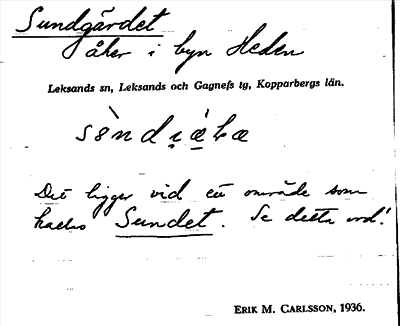 Sundgärdet
åker i byn Heden
Leksands sn, Leksands och Gagnefs tg, Kopparbergs län.
Det ligger vid ett område som
kallas Sundet. Se detta ord!
ERIK M. CARLSSON, 1936.